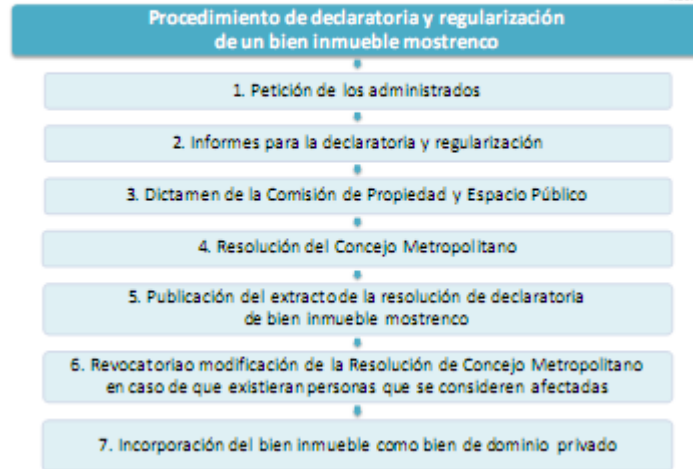 Procedimiento de declaratoria y regularización
de un bien inmueble mostrenco
1. Petición de los administrados
2. Informes para la declaratoria y regularización
3. Dictamen de la Comisión de Propiedad y Espacio Público
4. Resolución del Concejo Metropolitano
5. Publicación del extracto de la resolución de declaratoria
de bien inmueble mostrenco
6. Revocatoriao modificación de la Resolución de Concejo Metropolitano
en caso de que existieran personas que se consideren afectadas
7. Incorporación del bien inmueble como bien de dominio privado